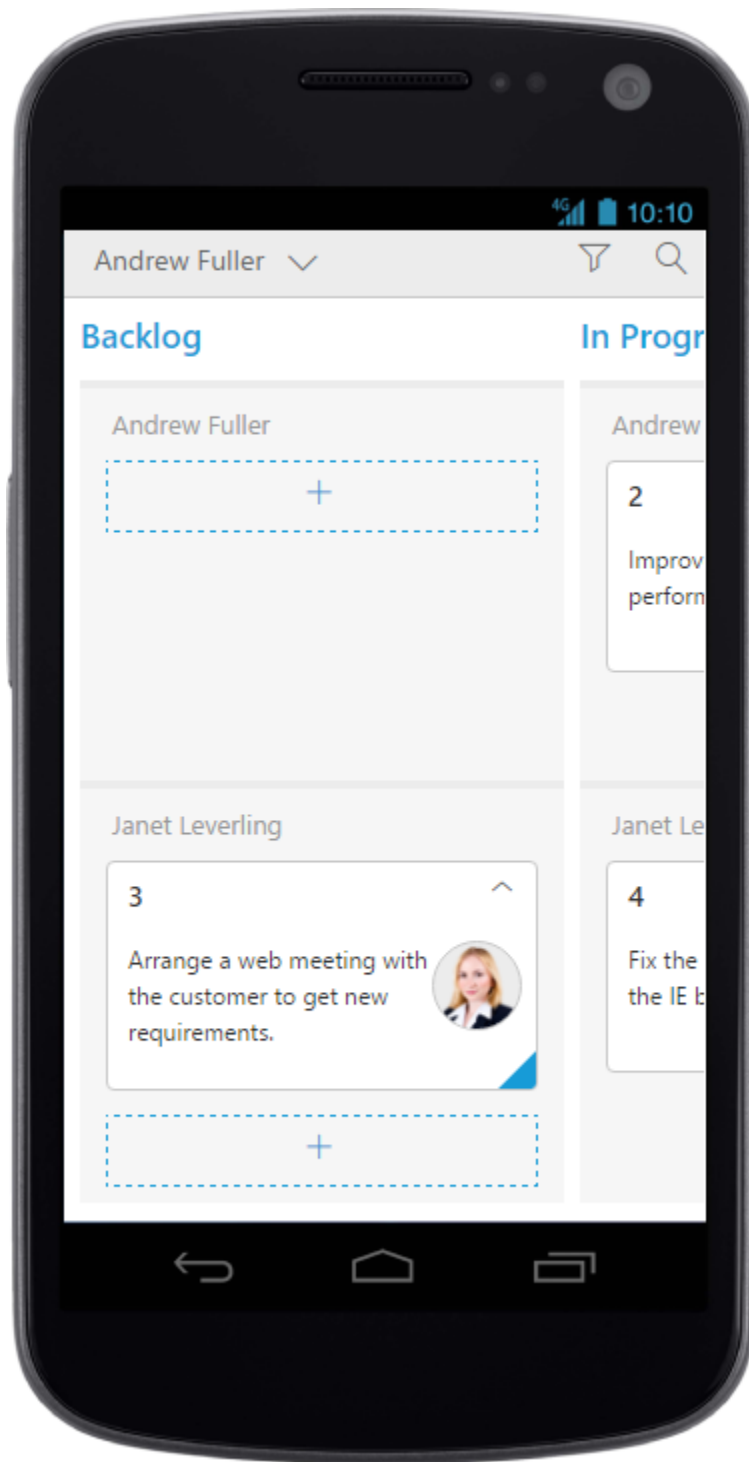 4G 10:10
Andrew Fuller
Backlog
In Progr
Andrew Fuller
Andrew
2
Improv
perforn
Janet Leverling
Janet Le
3
Arrange a web meeting with
the customer to get new
requirements.
4
Fix the
the IE b